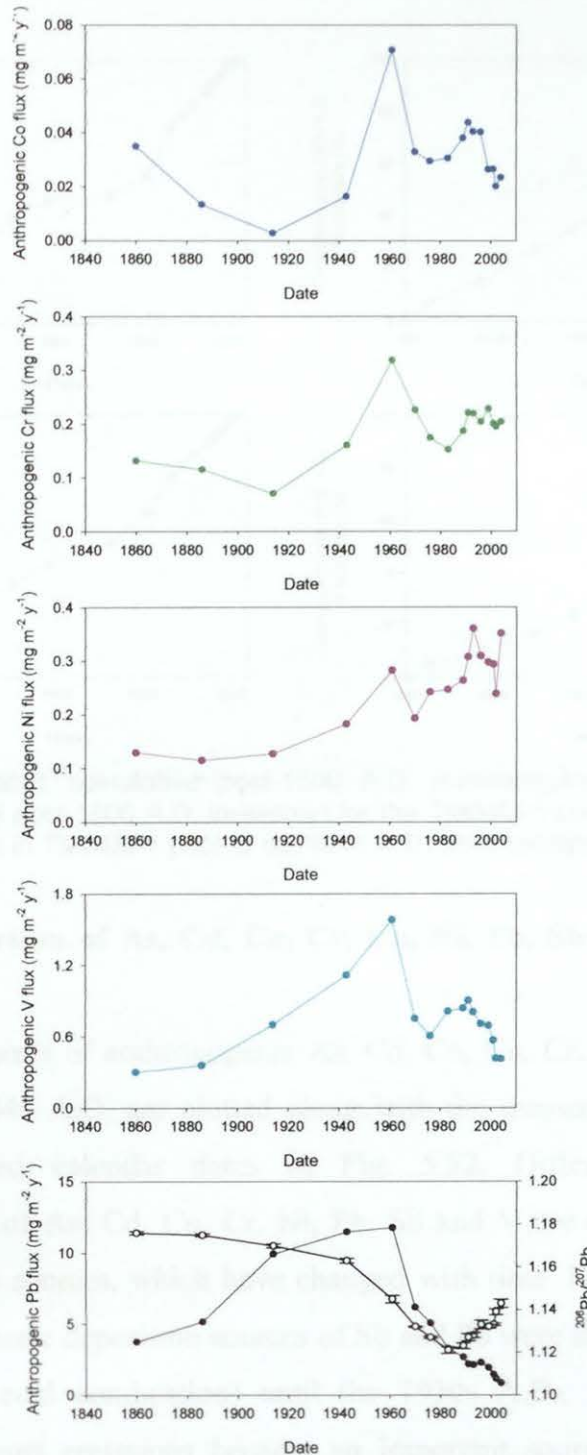 Anthropogenic Co flux (mg m⁻² y⁻¹)
0.08
0.06
0.04
0.02
0.00
1840 1860 1880 1900 1920 1940 1960 1980 2000
Date
Anthropogenic Cr flux (mg m⁻² y⁻¹)
0.4
0.3
0.2
0.1
0.0
1840 1860 1880 1900 1920 1940 1960 1980 2000
Date
Anthropogenic Ni flux (mg m⁻² y⁻¹)
0.4
0.3
0.2
0.1
0.0
1840 1860 1880 1900 1920 1940 1960 1980 2000
Date
Anthropogenic V flux (mg m⁻² y⁻¹)
1.8
1.2
0.6
0.0
1840 1860 1880 1900 1920 1940 1960 1980 2000
Date
Anthropogenic Pb flux (mg m⁻² y⁻¹)
15
10
5
0
1.20
1.18
1.16
1.14
1.12
1.10
²⁰⁶Pb/²⁰⁷Pb
1840 1860 1880 1900 1920 1940 1960 1980 2000
Date